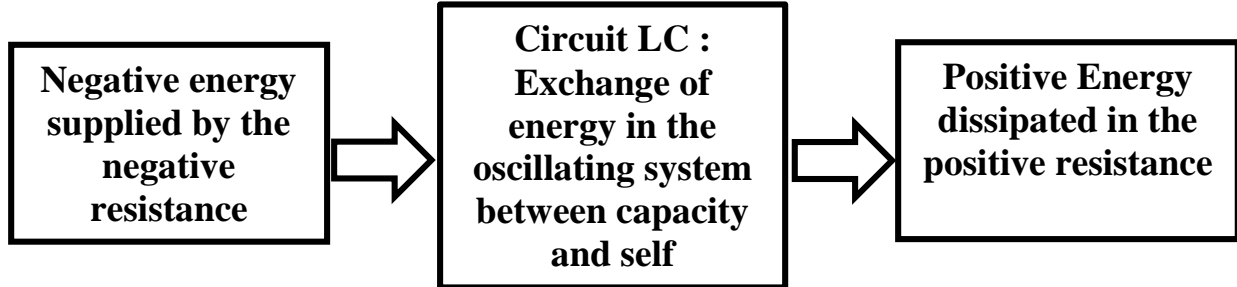 Negative energy
supplied by the
negative
resistance
Circuit LC :
Exchange of
energy in the
oscillating system
between capacity
and self
Positive Energy
dissipated in the
positive resistance